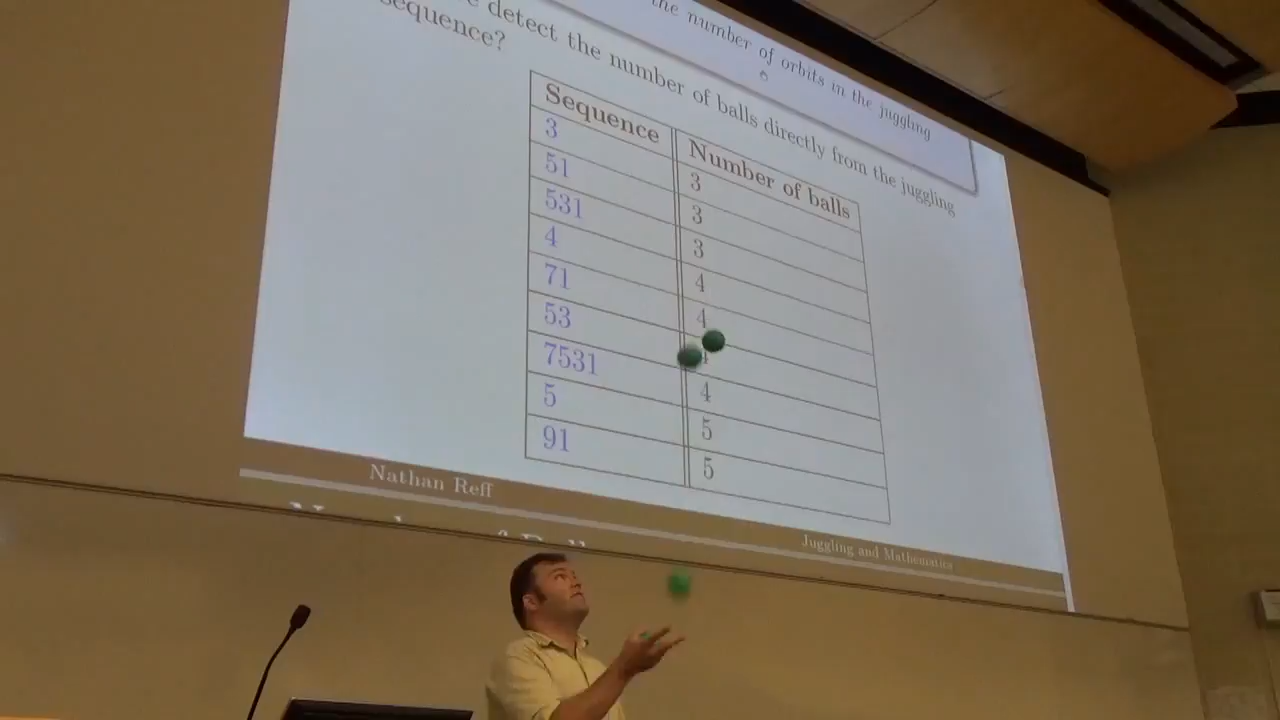 the number of orbits in the juggling
detect the number of balls directly from the juggling
sequence?
Sequence Number of balls
3 3
51 3
531 3
4 4
71 4
53 4
7531 4
5 5
91 5
Nathan Reff
Juggling and Mathematics